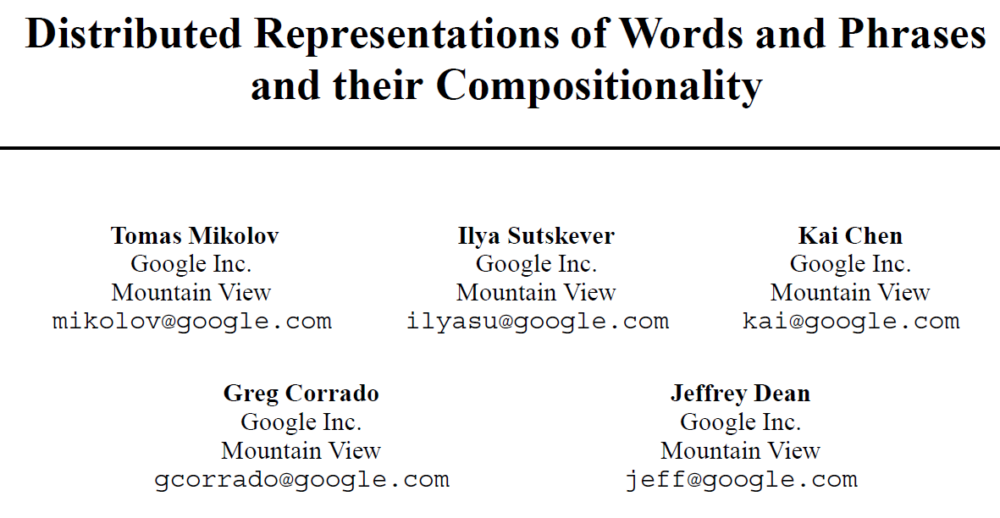 Distributed Representations of Words and Phrases
and their Compositionality
Tomas Mikolov
Google Inc.
Mountain View
mikolov@google.com
Ilya Sutskever
Google Inc.
Mountain View
ilyasu@google.com
Kai Chen
Google Inc.
Mountain View
kai@google.com
Greg Corrado
Google Inc.
Mountain View
gcorrado@google.com
Jeffrey Dean
Google Inc.
Mountain View
jeff@google.com